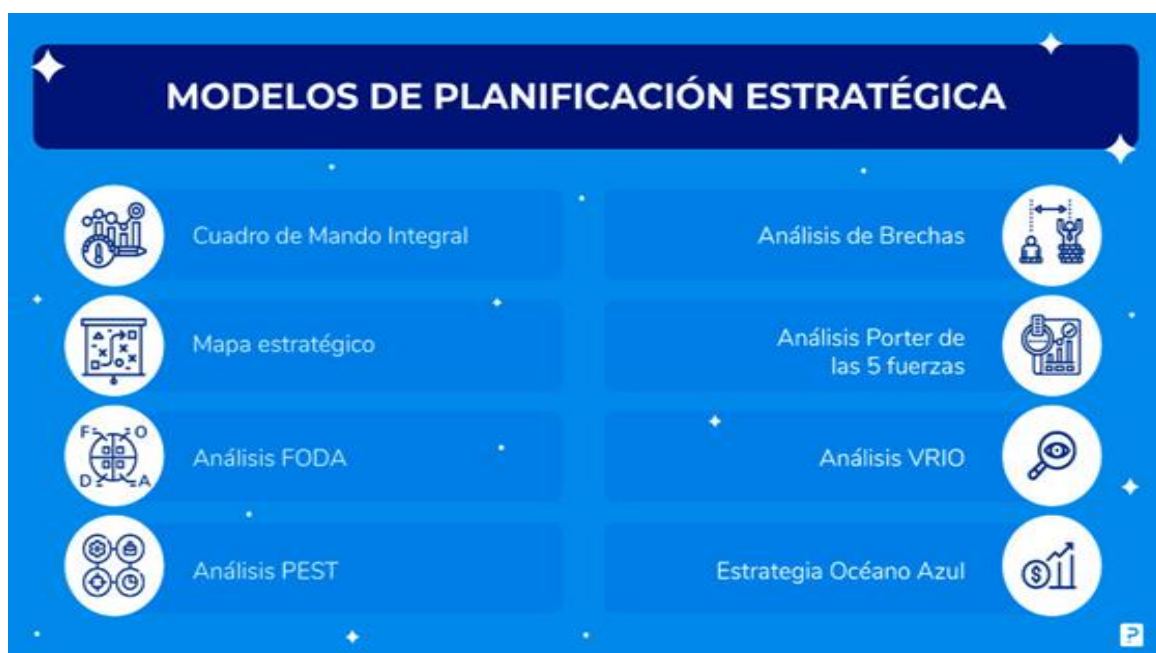 MODELOS DE PLANIFICACIÓN ESTRATÉGICA
Cuadro de Mando Integral
Mapa estratégico
F O
D A
Análisis FODA
Análisis PEST
Análisis de Brechas
Análisis Porter de
las 5 fuerzas
Análisis VRIO
Estrategia Océano Azul
$